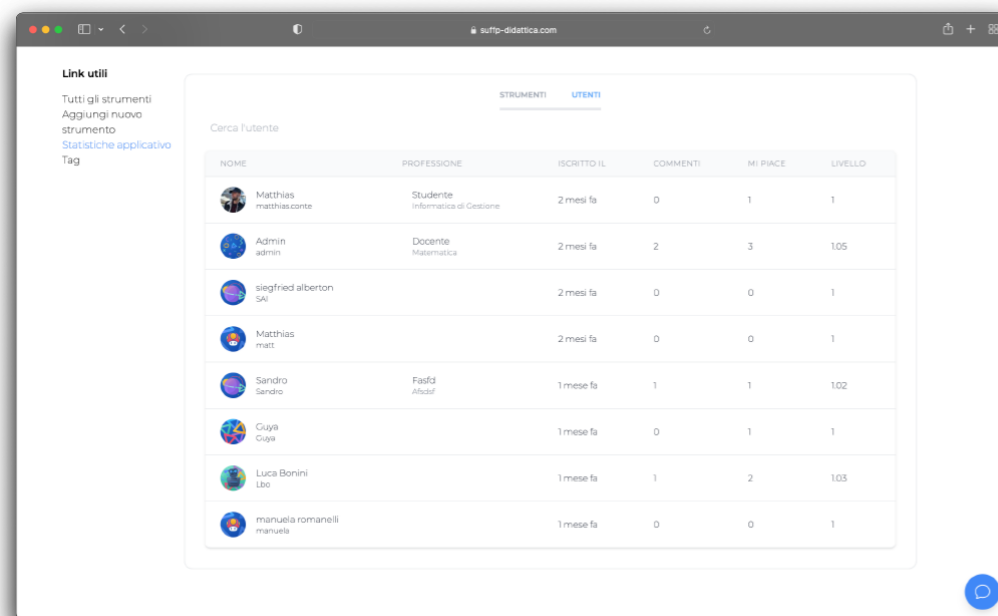 suffp-didattica.com
Link utili
Tutti gli strumenti
Aggiungi nuovo
strumento
Statistiche applicativo
Tag
STRUMENTI UTENTI
Cerca l'utente
NOME PROFESSIONE ISCRITTO IL COMMENTI MI PIACE LIVELLO
Matthias Studente
matthias.conte Informatica di Gestione 2 mesi fa 0 1 1
Admin Docente
admin Matematica 2 mesi fa 2 3 1.05
siegfried alberton
SAI 2 mesi fa 0 0 1
Matthias
matt 2 mesi fa 0 0 1
Sandro Fasfd
Sandro Afsdsf 1 mese fa 1 1 1.02
Guya
Guya 1 mese fa 0 1 1
Luca Bonini
Lbo 1 mese fa 1 2 1.03
manuela romanelli
manuela 1 mese fa 0 0 1